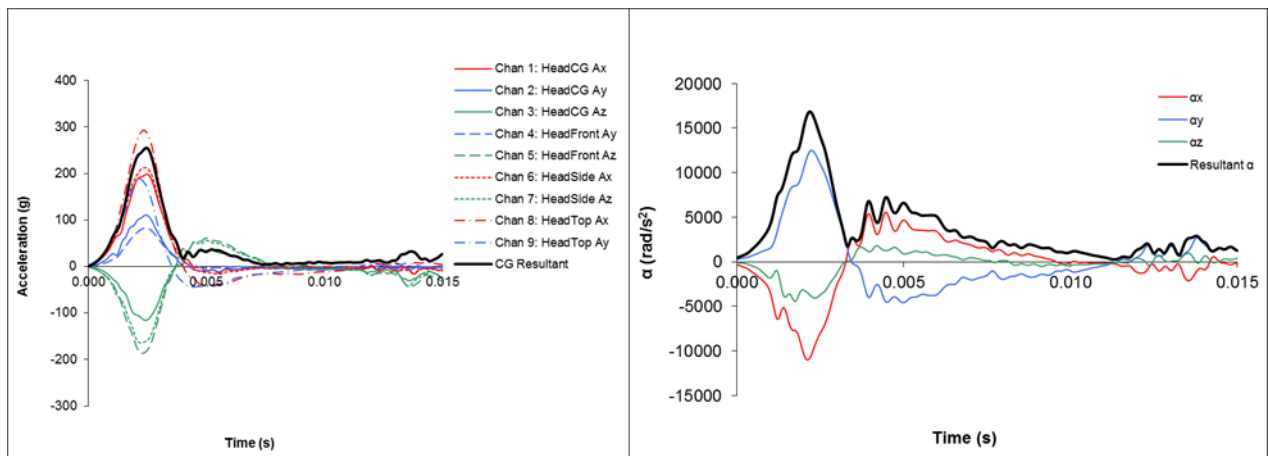 400
300
200
100
0
-100
-200
-300
Acceleration (g)
0.000
0.005
0.010
0.015
Time (s)
Chan 1: HeadCG Ax
Chan 2: HeadCG Ay
Chan 3: HeadCG Az
Chan 4: HeadFront Ay
Chan 5: HeadFront Az
Chan 6: HeadSide Ax
Chan 7: HeadSide Az
Chan 8: HeadTop Ax
Chan 9: HeadTop Ay
CG Resultant
20000
15000
10000
5000
0
-5000
-10000
-15000
α (rad/s²)
0.000
0.005
0.010
0.015
Time (s)
αx
αy
αz
Resultant α